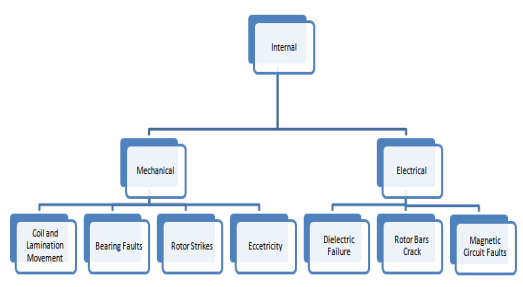 Internal
Mechanical
Electrical
Coil and
Lamination
Movement
Bearing Faults
Rotor Strikes
Eccetricity
Dielectric
Failure
Rotor Bars
Crack
Magnetic
Circuit Faults